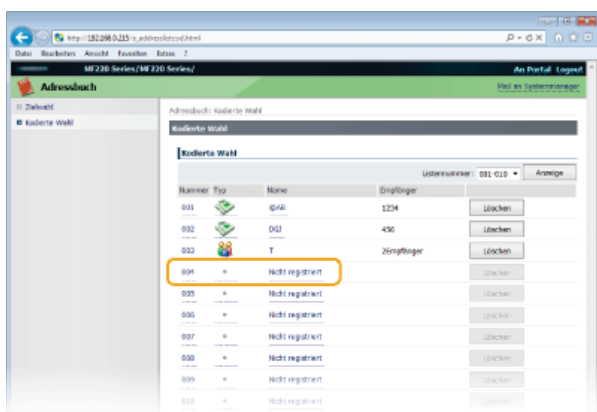 http://192.168.0.215/a_addresslistcod.html
Datei Bearbeiten Ansicht Favoriten Extras ?
MF220 Series/MF220 Series/ An Portal Logout
Adressbuch Mail an Systemmanager
Zielwahl
Kodierte Wahl
Adressbuch: Kodierte Wahl
Kodierte Wahl
Kodierte Wahl
Listennummer: 001-010 Anzeige
Nummer Typ Name Empfänger
001 @AR 1234 Löschen
002 DGJ 456 Löschen
003 T 2Empfänger Löschen
004 Nicht registriert Löschen
005 Nicht registriert Löschen
006 Nicht registriert Löschen
007 Nicht registriert Löschen
008 Nicht registriert Löschen
009 Nicht registriert Löschen
010 Nicht registriert Löschen